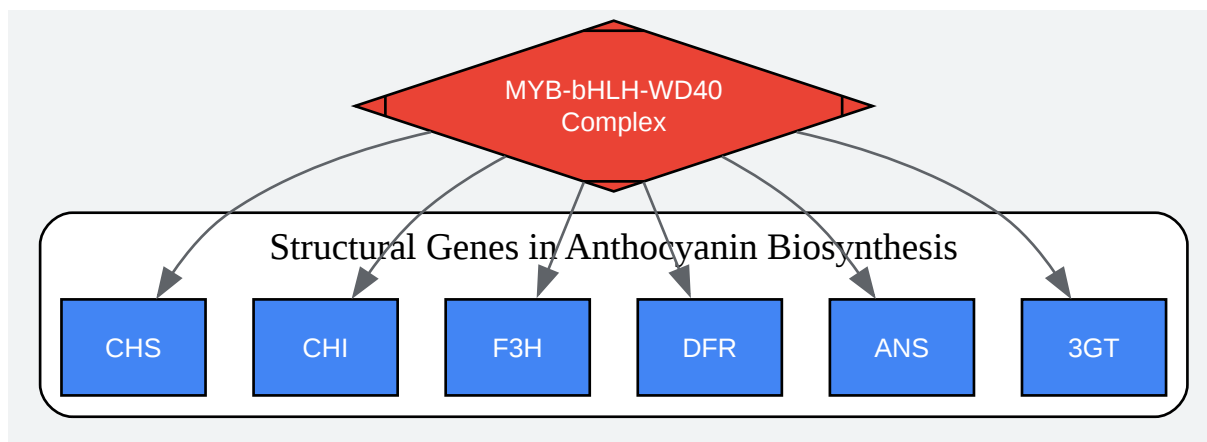 MYB-bHLH-WD40
Complex
Structural Genes in Anthocyanin Biosynthesis
CHS
CHI
F3H
DFR
ANS
3GT